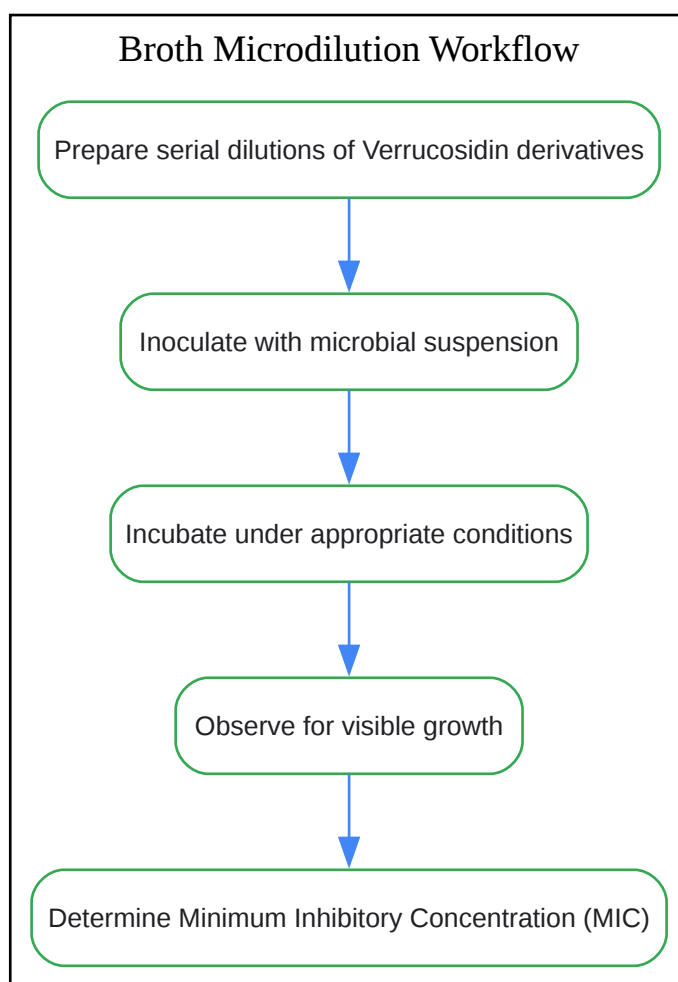 Broth Microdilution Workflow
Prepare serial dilutions of Verrucosidin derivatives
Inoculate with microbial suspension
Incubate under appropriate conditions
Observe for visible growth
Determine Minimum Inhibitory Concentration (MIC)